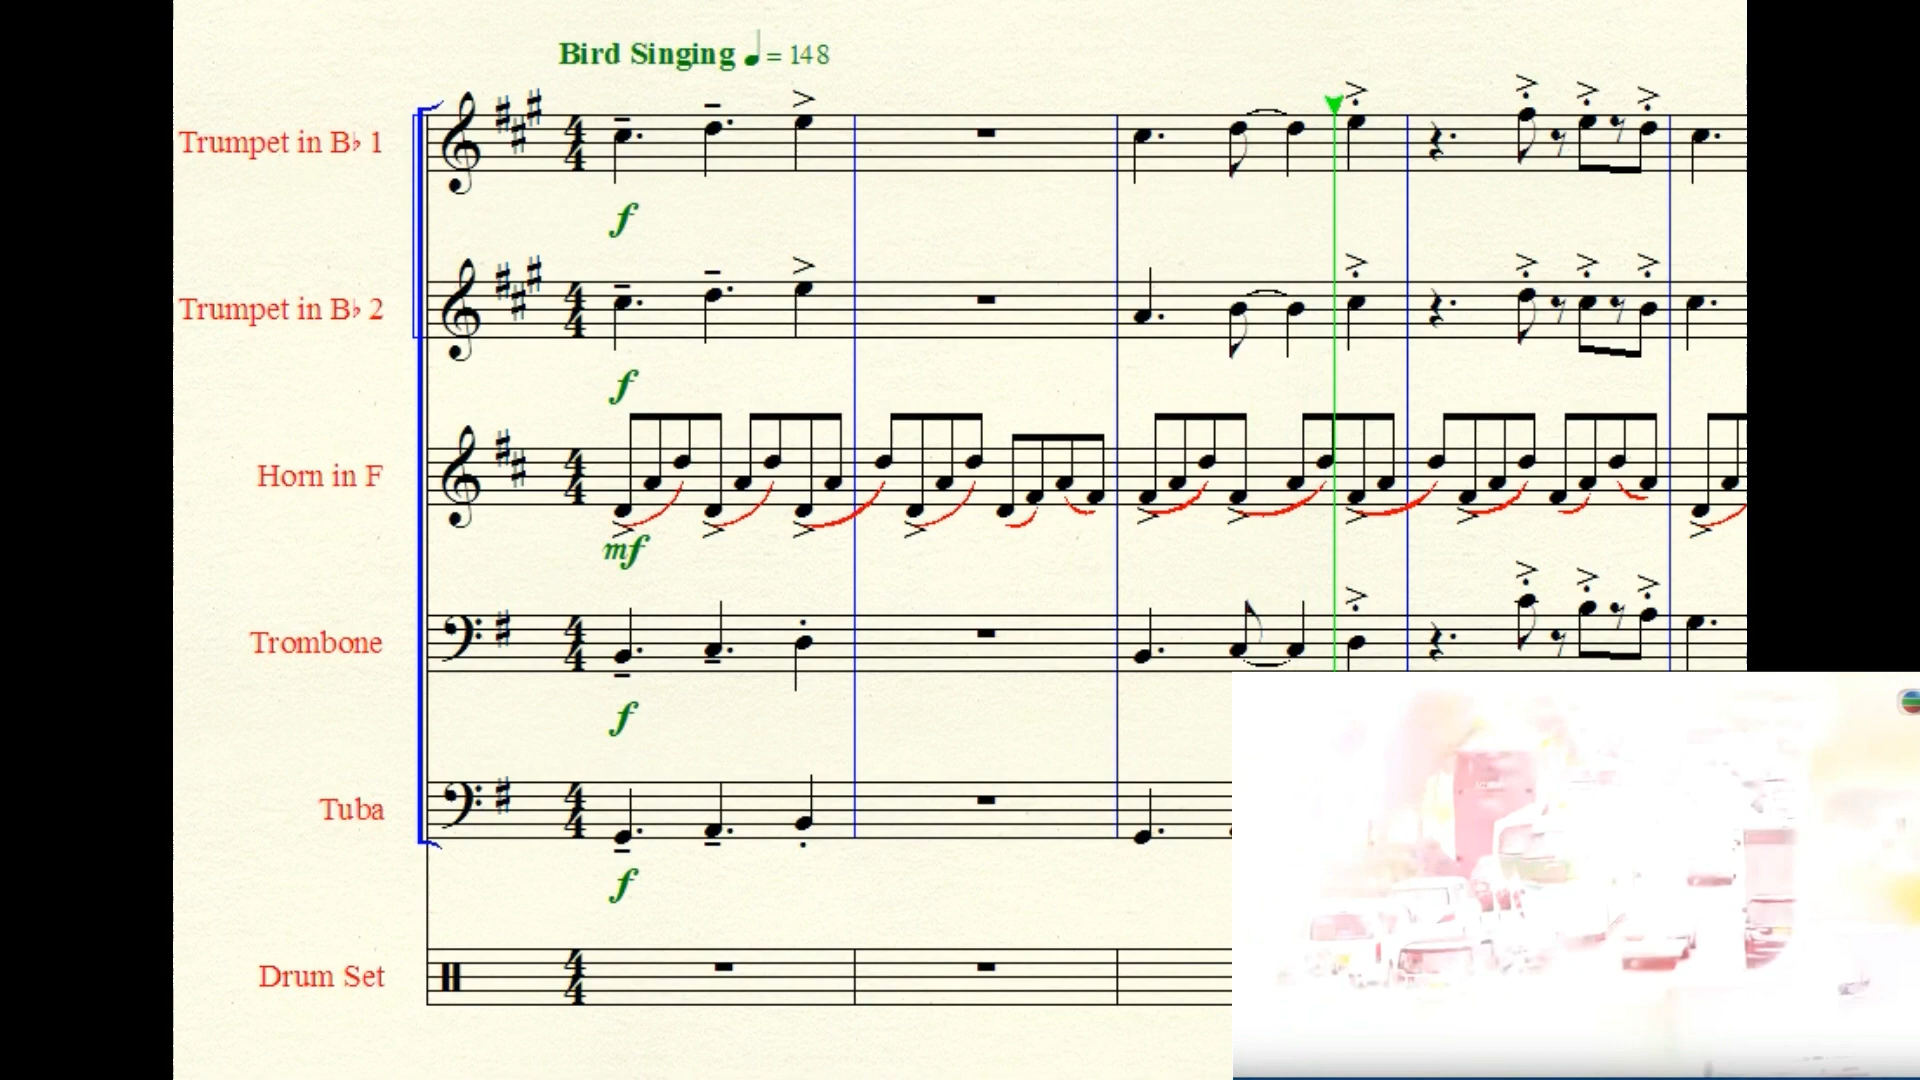 Bird Singing ♩ = 148
Trumpet in B♭ 1
f
Trumpet in B♭ 2
f
Horn in F
mf
Trombone
f
Tuba
f
Drum Set